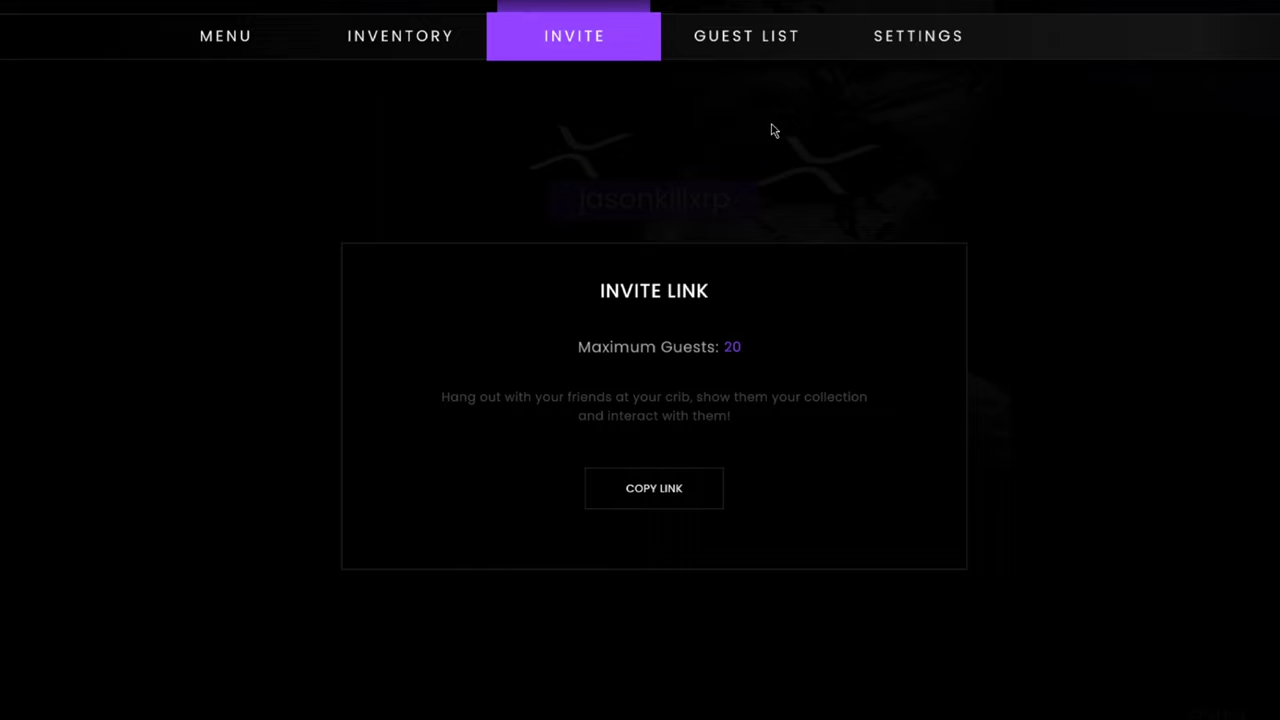 MENU
INVENTORY
INVITE
GUEST LIST
SETTINGS
jasonkillxrp
INVITE LINK
Maximum Guests: 20
Hang out with your friends at your crib, show them your collection
and interact with them!
COPY LINK